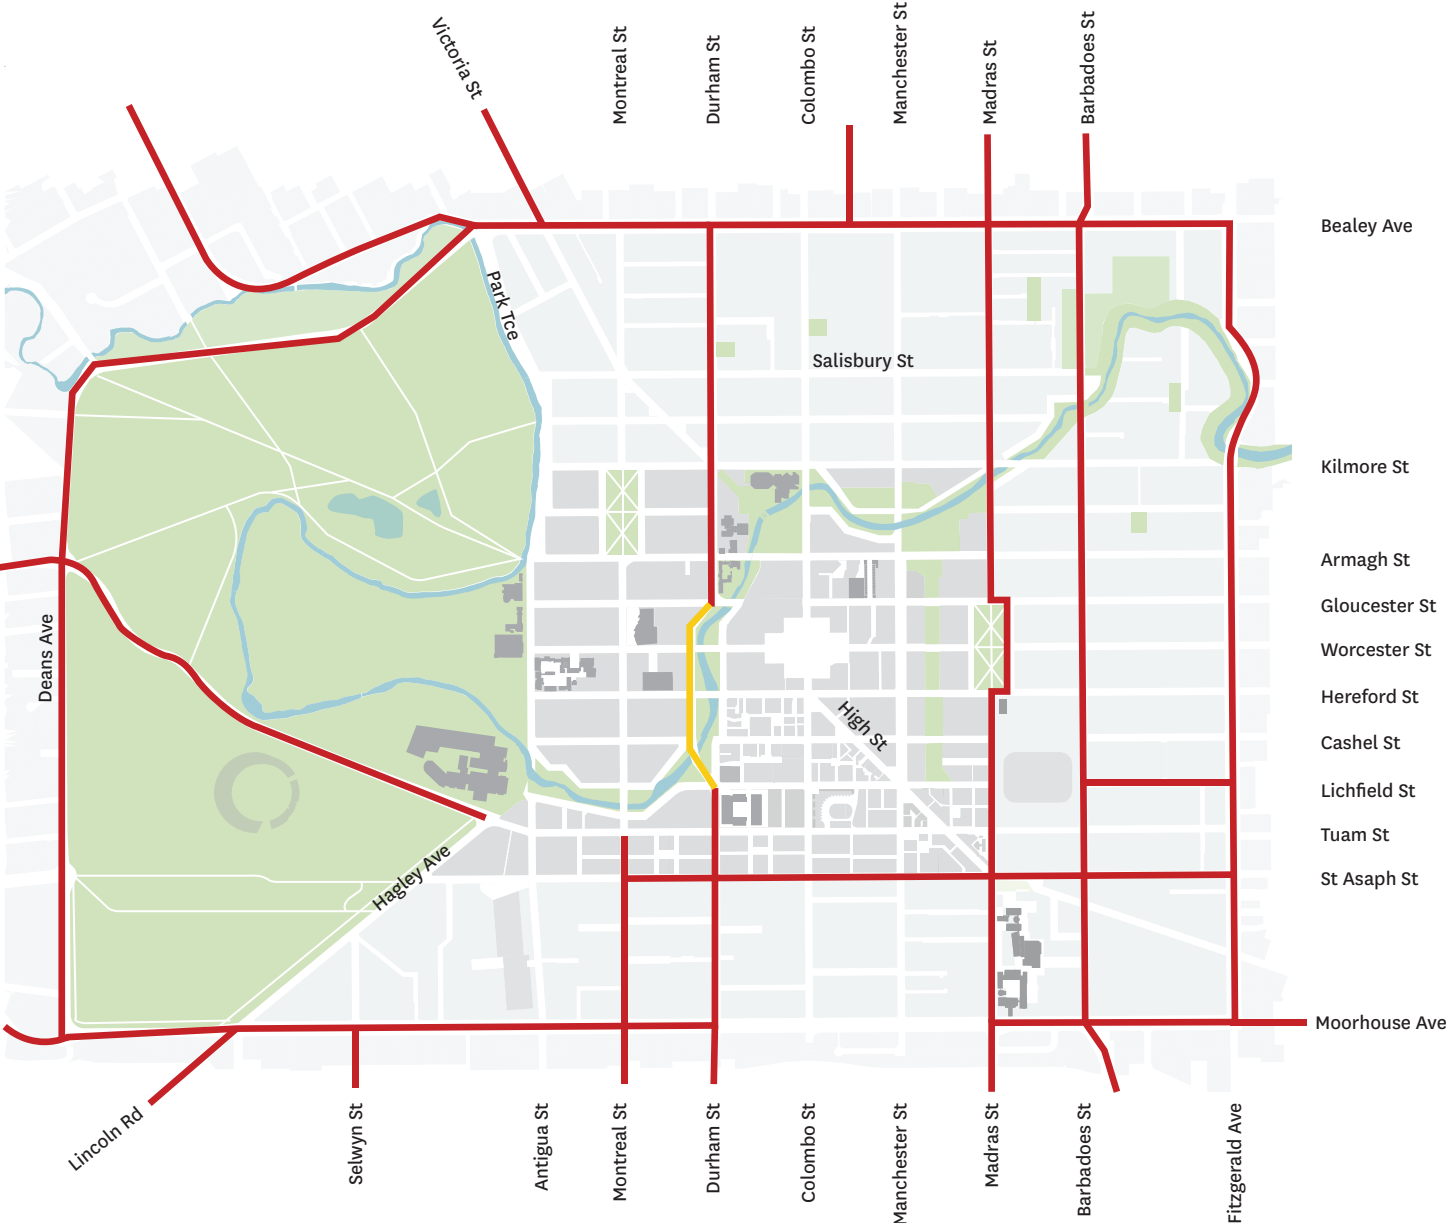 Victoria St
Montreal St
Durham St
Colombo St
Manchester St
Madras St
Barbadoes St
Bealey Ave
Park Tce
Salisbury St
Kilmore St
Armagh St
Gloucester St
Deans Ave
Worcester St
Hereford St
High St
Cashel St
Lichfield St
Tuam St
Hagley Ave
St Asaph St
Moorhouse Ave
Lincoln Rd
Selwyn St
Antigua St
Montreal St
Durham St
Colombo St
Manchester St
Madras St
Barbadoes St
Fitzgerald Ave